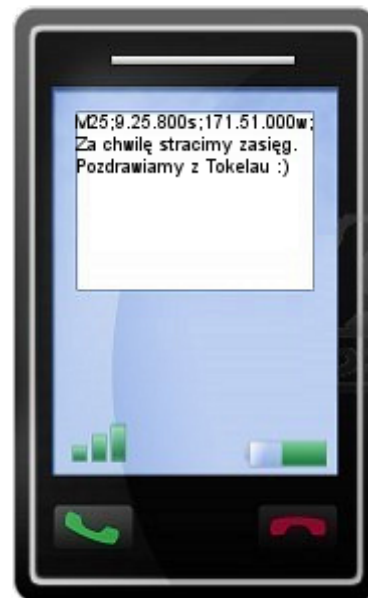 M25;9.25.800s;171.51.000w;
Za chwilę stracimy zasięg.
Pozdrawiamy z Tokelau :)